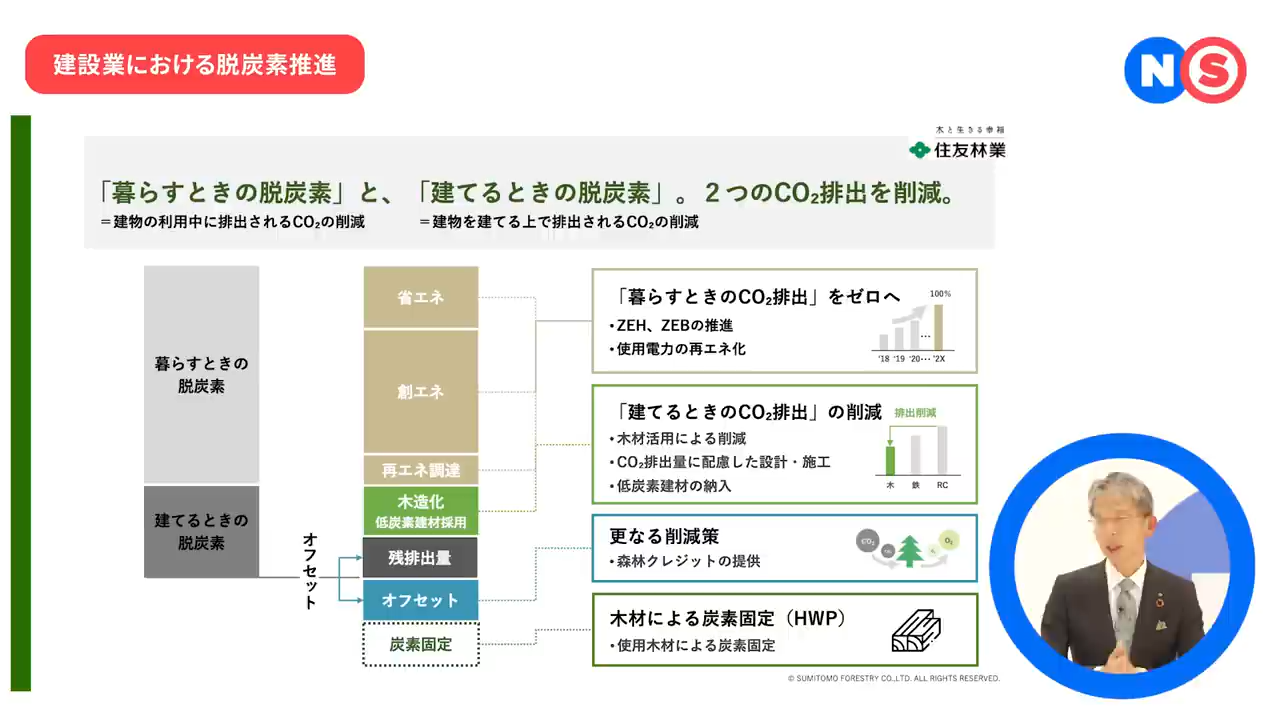 建設業における脱炭素推進
NS
木と生きる幸福
住友林業
「暮らすときの脱炭素」と、「建てるときの脱炭素」。２つのCO₂排出を削減。
＝建物の利用中に排出されるCO₂の削減
＝建物を建てる上で排出されるCO₂の削減
暮らすときの
脱炭素
建てるときの
脱炭素
オフセット
省エネ
創エネ
再エネ調達
木造化
低炭素建材採用
残排出量
オフセット
炭素固定
「暮らすときのCO₂排出」をゼロへ
•ZEH、ZEBの推進
•使用電力の再エネ化
100%
…
'18 '19 '20… '2X
「建てるときのCO₂排出」の削減
•木材活用による削減
•CO₂排出量に配慮した設計・施工
•低炭素建材の納入
排出削減
木 鉄 RC
更なる削減策
•森林クレジットの提供
CO₂
O₂
木材による炭素固定（HWP）
•使用木材による炭素固定
© SUMITOMO FORESTRY CO.,LTD. ALL RIGHTS RESERVED.